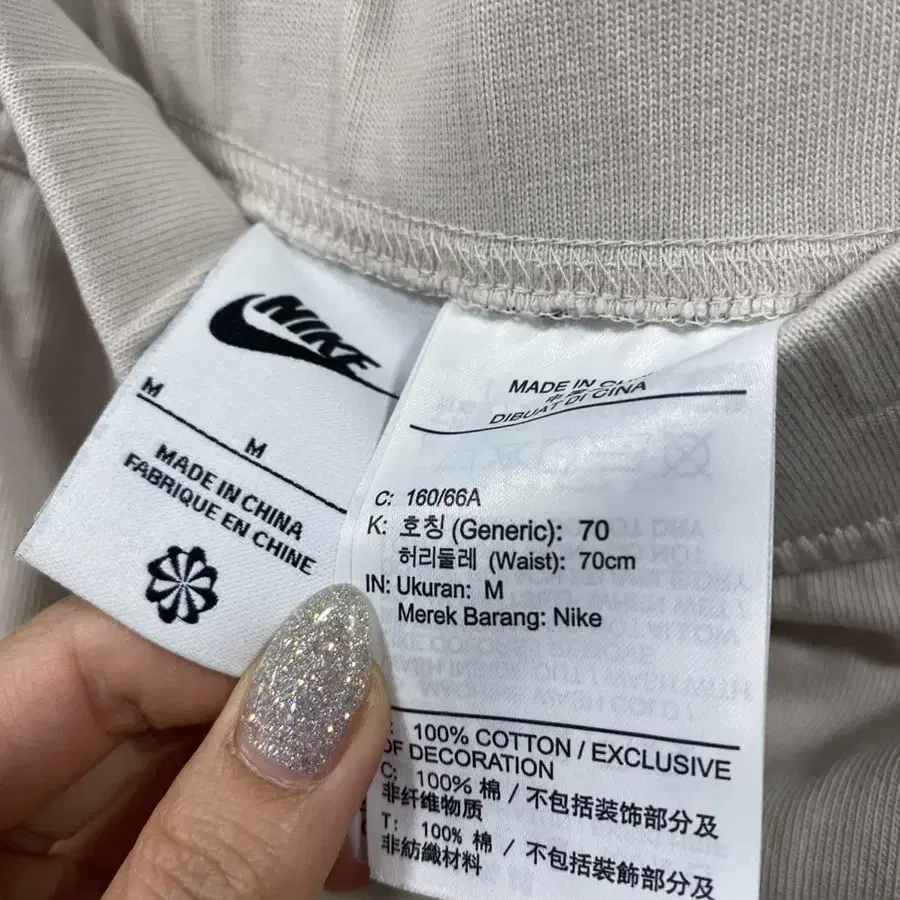 NIKE
M
M
MADE IN CHINA
FABRIQUE EN CHINE
MADE IN
DIBUAT DI CINA
C: 160/66A
K: 호칭 (Generic): 70
허리둘레 (Waist): 70cm
IN: Ukuran: M
Merek Barang: Nike
100% COTTON / EXCLUSIVE
OF DECORATION
C: 100% 棉 / 不包括装饰部分及
非纤维物质
T: 100% 棉 / 不包括裝飾部分及
非紡織材料